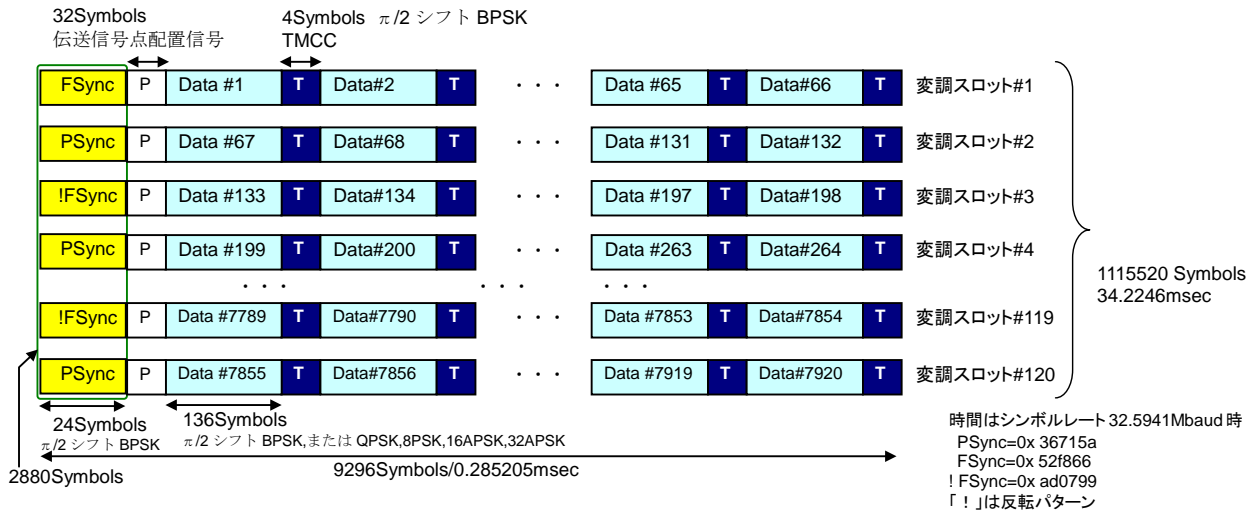 32Symbols
伝送信号点配置信号
4Symbols π/2 シフト BPSK
TMCC
FSync P Data #1 T Data#2 T ・・・ Data #65 T Data#66 T 変調スロット#1
PSync P Data #67 T Data#68 T ・・・ Data #131 T Data#132 T 変調スロット#2
!FSync P Data #133 T Data#134 T ・・・ Data #197 T Data#198 T 変調スロット#3
PSync P Data #199 T Data#200 T ・・・ Data #263 T Data#264 T 変調スロット#4
・・・ ・・・ ・・・
!FSync P Data #7789 T Data#7790 T ・・・ Data #7853 T Data#7854 T 変調スロット#119
PSync P Data #7855 T Data#7856 T ・・・ Data #7919 T Data#7920 T 変調スロット#120
1115520 Symbols
34.2246msec
24Symbols
π/2 シフト BPSK
136Symbols
π/2 シフト BPSK,または QPSK,8PSK,16APSK,32APSK
2880Symbols
9296Symbols/0.285205msec
時間はシンボルレート 32.5941Mbaud 時
PSync=0x 36715a
FSync=0x 52f866
! FSync=0x ad0799
「!」は反転パターン